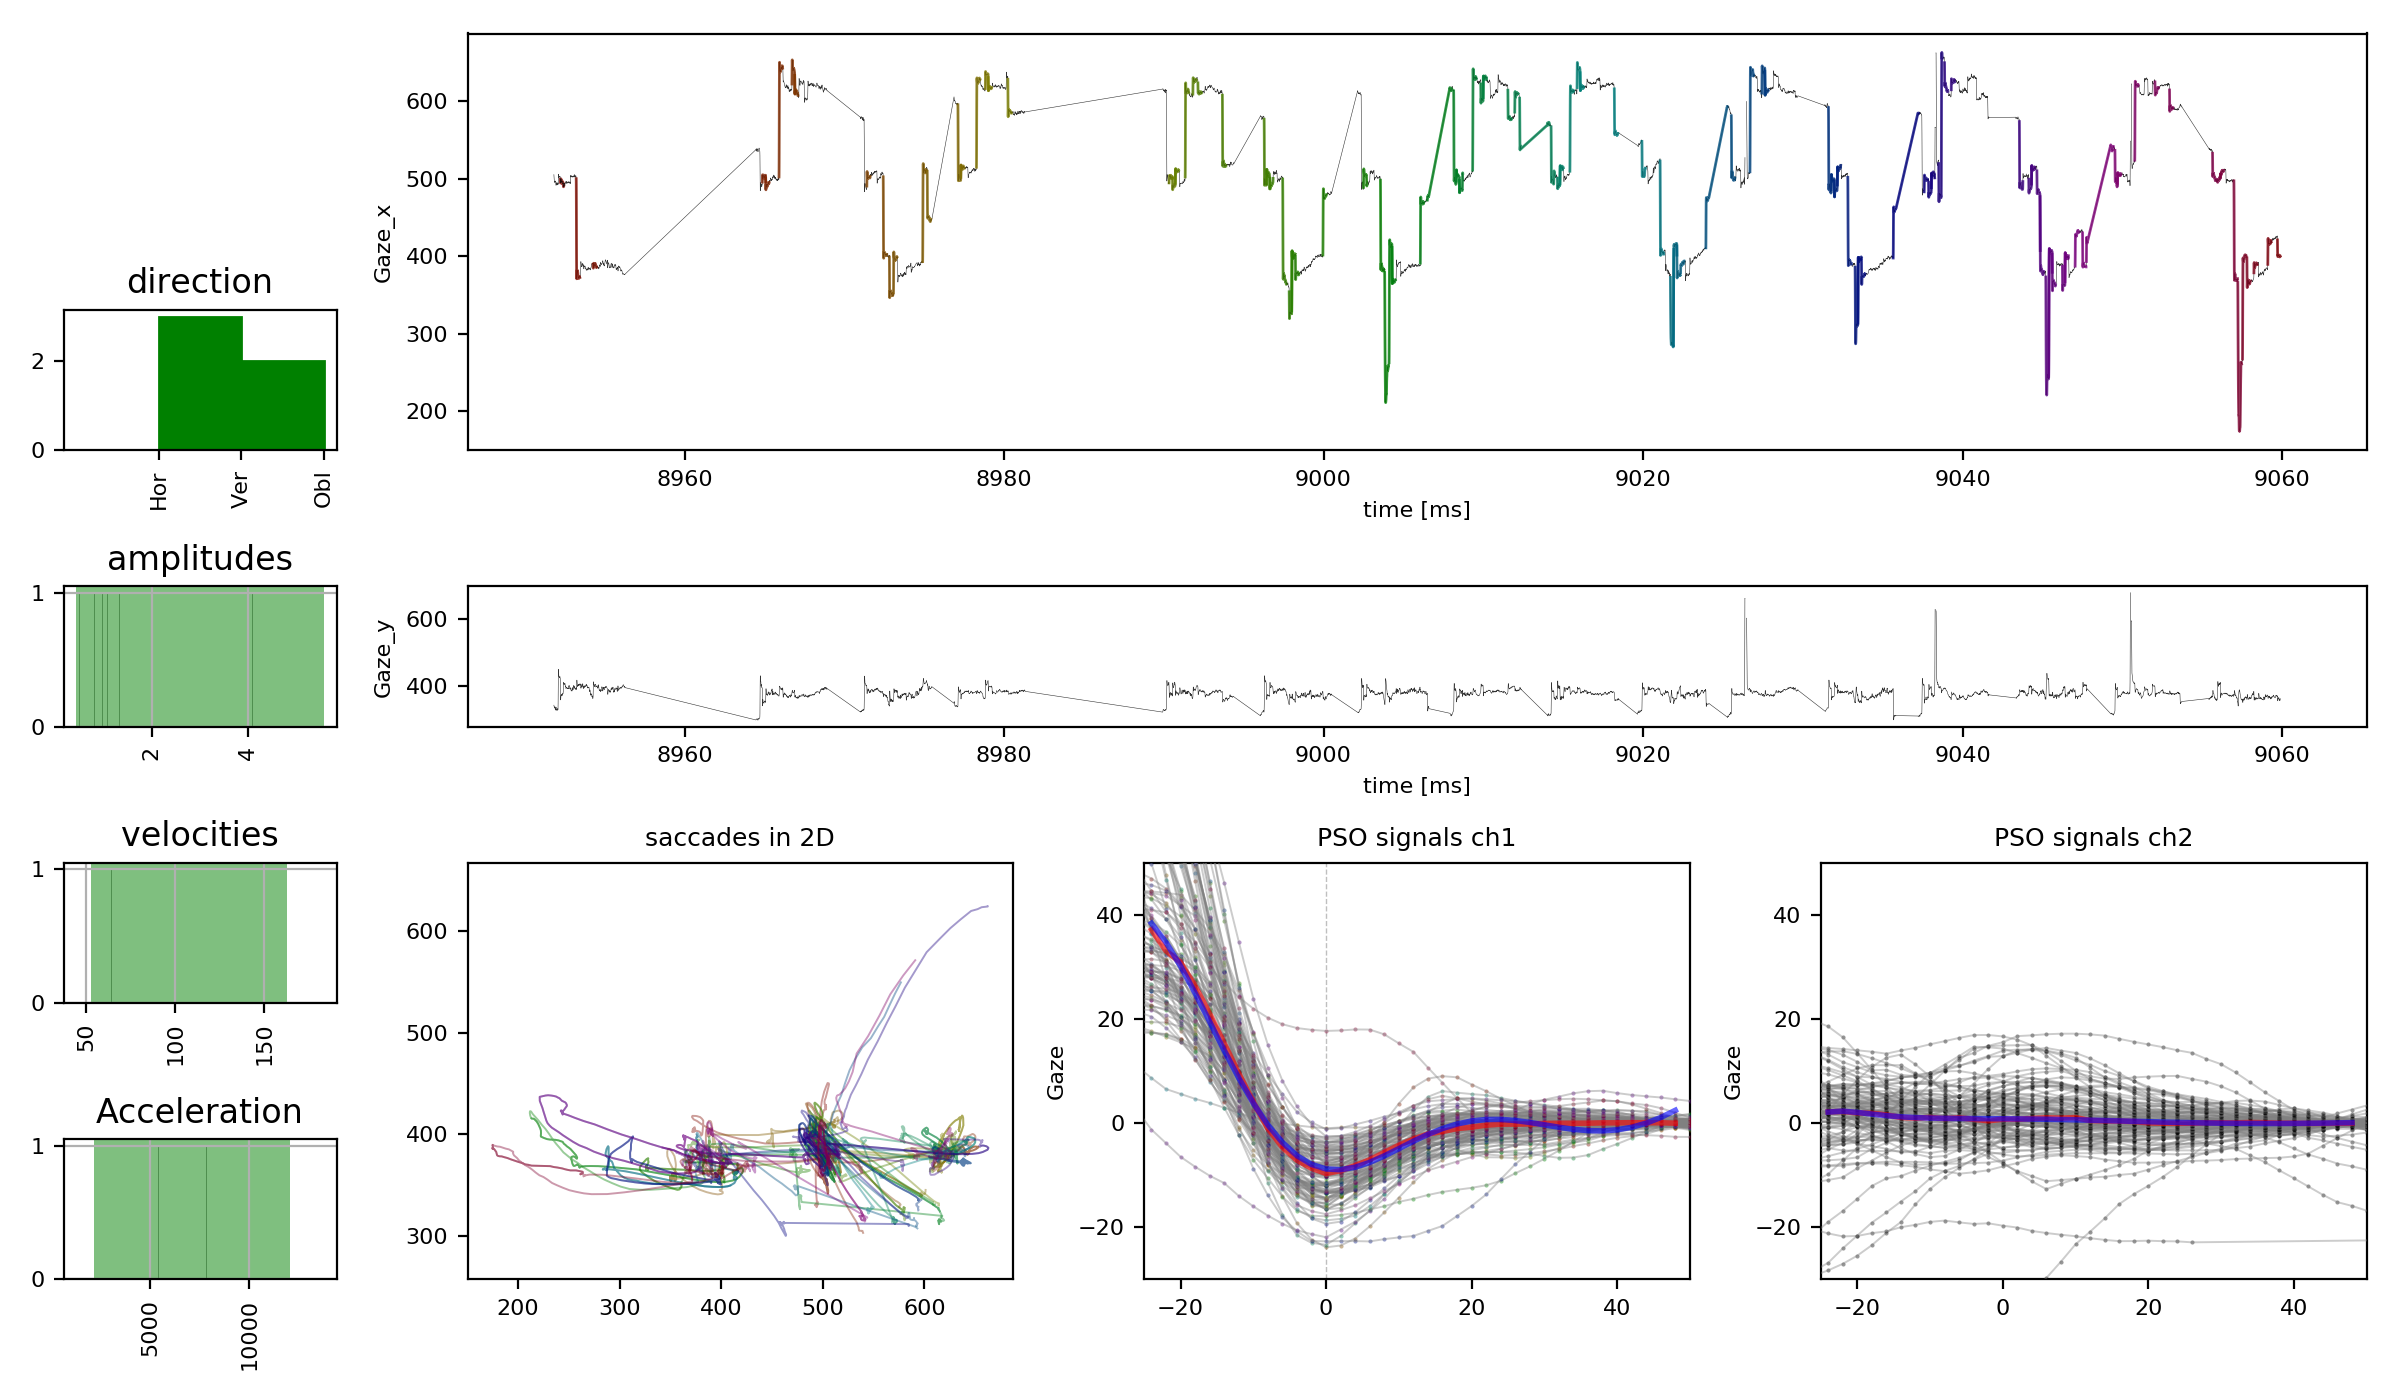 600
500
400
300
200
Gaze_x
8960 8980 9000 9020 9040 9060
time [ms]
direction
2
0
Hor Ver Obl
amplitudes
1
0
2 4
600
400
Gaze_y
8960 8980 9000 9020 9040 9060
time [ms]
velocities
1
0
50 100 150
Acceleration
1
0
5000 10000
saccades in 2D
600
500
400
300
200 300 400 500 600
PSO signals ch1
40
20
0
−20
Gaze
−20 0 20 40
PSO signals ch2
40
20
0
−20
Gaze
−20 0 20 40